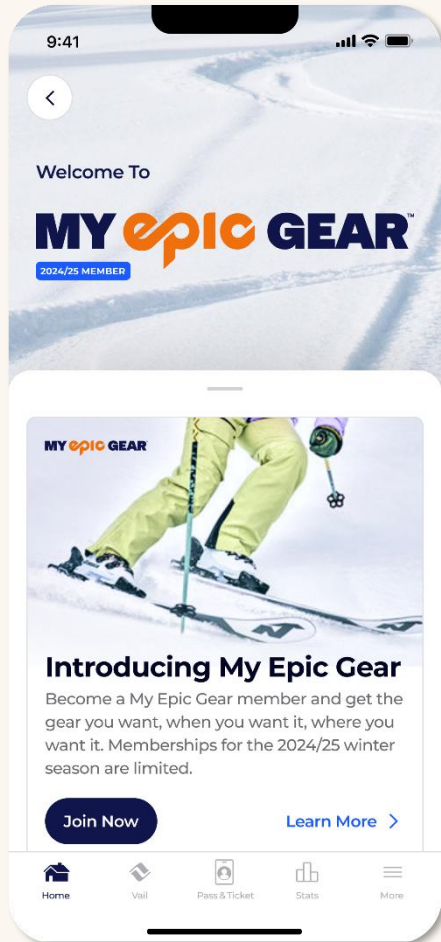 9:41
Welcome To
MY epic GEAR™
2024/25 MEMBER
MY epic GEAR
Introducing My Epic Gear
Become a My Epic Gear member and get the
gear you want, when you want it, where you
want it. Memberships for the 2024/25 winter
season are limited.
Join Now
Learn More
Home
Vail
Pass & Ticket
Stats
More